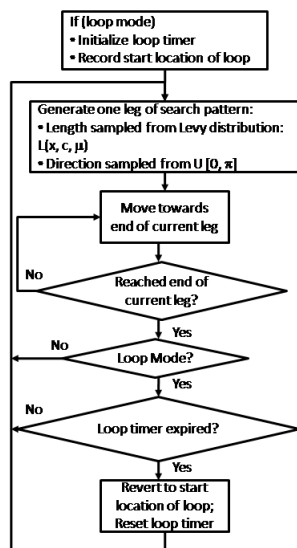 If (loop mode)
• Initialize loop timer
• Record start location of loop
Generate one leg of search pattern:
• Length sampled from Levy distribution:
L(x, c, μ)
• Direction sampled from U [0, π]
Move towards
end of current leg
No
Reached end of
current leg?
Yes
No
Loop Mode?
Yes
No
Loop timer expired?
Yes
Revert to start
location of loop;
Reset loop timer